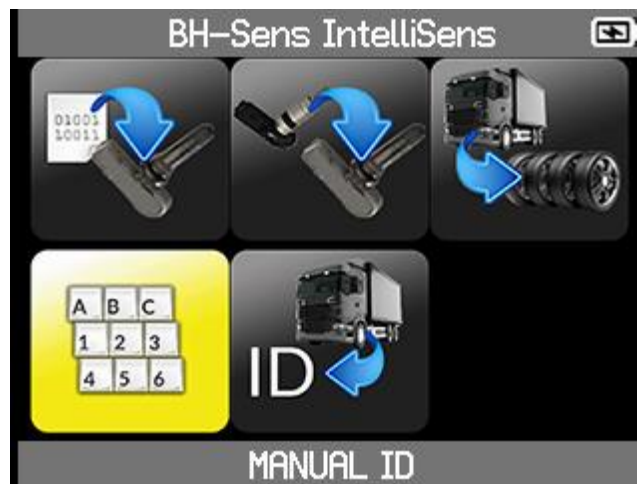 BH-Sens IntelliSens
01001
10011
A B C
1 2 3
4 5 6
ID
MANUAL ID